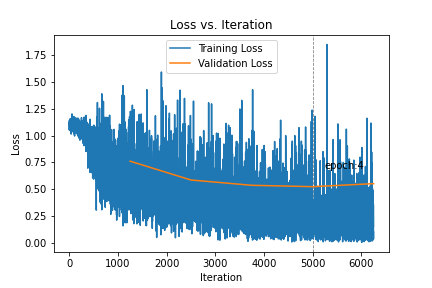 Loss vs. Iteration
Training Loss
Validation Loss
1.75
1.50
1.25
1.00
0.75
0.50
0.25
0.00
Loss
epoch:4
0
1000
2000
3000
4000
5000
6000
Iteration